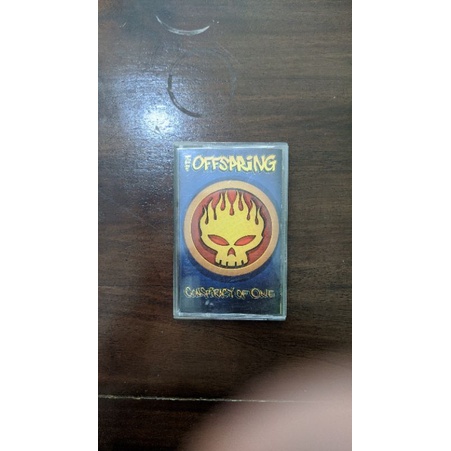 THE OFFSPRING
CONSPIRACY OF ONE